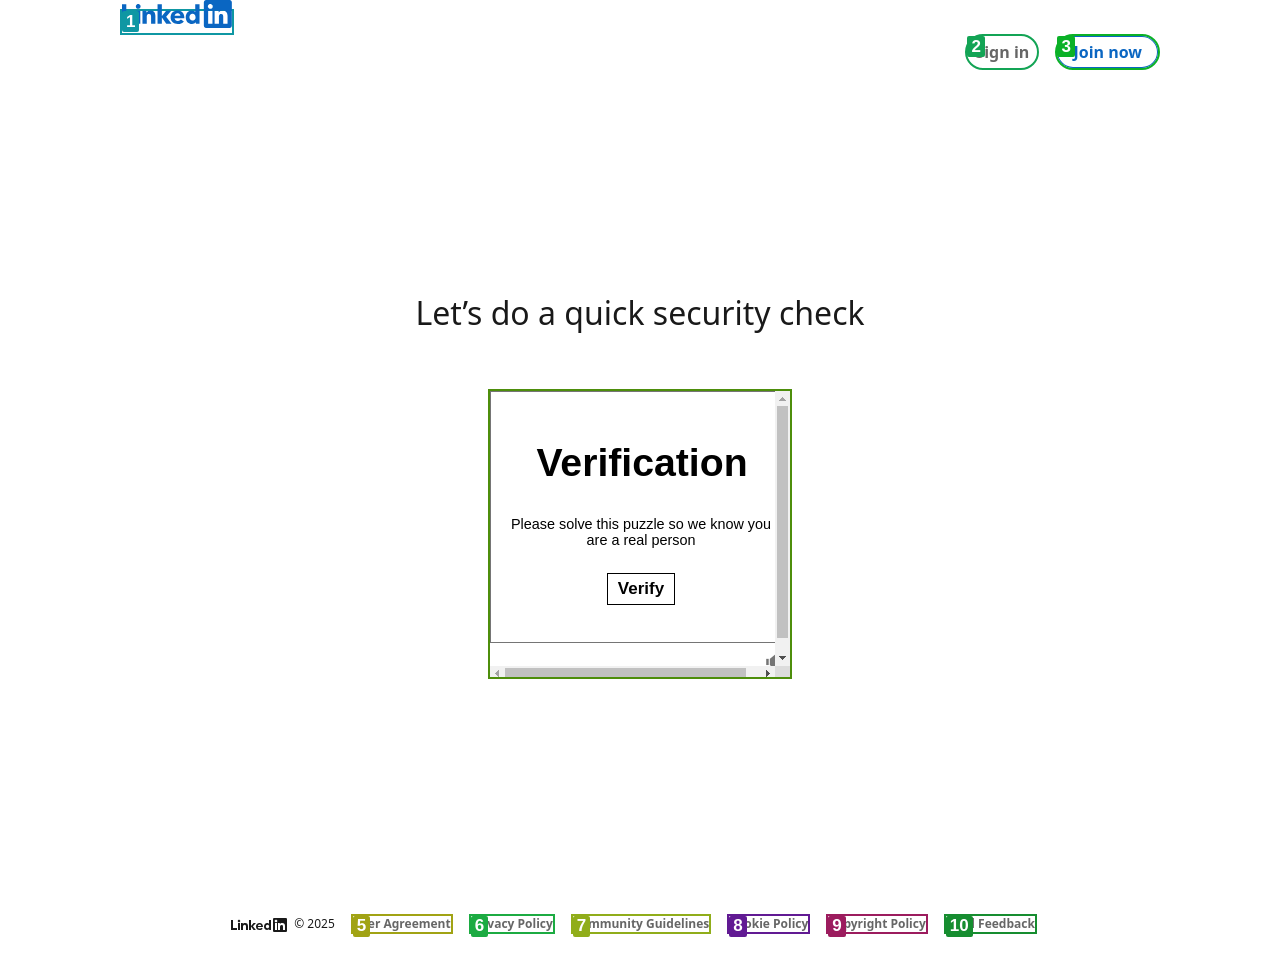 1 Linkedin
2 Sign in
3 Join now
Let's do a quick security check
Verification
Please solve this puzzle so we know you
are a real person
Verify
LinkedIn © 2025
5 er Agreement
6 vacy Policy
7 mmunity Guidelines
8 okie Policy
9 pyright Policy
10 Feedback